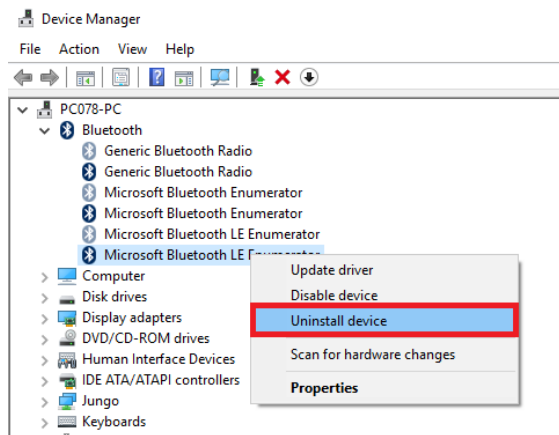 Device Manager
File Action View Help
PC078-PC
Bluetooth
Generic Bluetooth Radio
Generic Bluetooth Radio
Microsoft Bluetooth Enumerator
Microsoft Bluetooth Enumerator
Microsoft Bluetooth LE Enumerator
Microsoft Bluetooth LE Enumerator
Computer
Disk drives
Display adapters
DVD/CD-ROM drives
Human Interface Devices
IDE ATA/ATAPI controllers
Jungo
Keyboards
Update driver
Disable device
Uninstall device
Scan for hardware changes
Properties